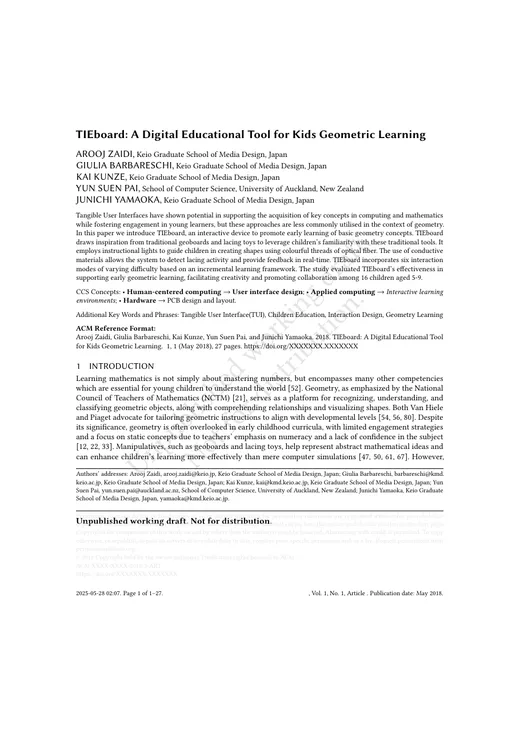 TIEboard: A Digital Educational Tool for Kids Geometric Learning
AROOJ ZAIDI, Keio Graduate School of Media Design, Japan
GIULIA BARBARESCHI, Keio Graduate School of Media Design, Japan
KAI KUNZE, Keio Graduate School of Media Design, Japan
YUN SUEN PAI, School of Computer Science, University of Auckland, New Zealand
JUNICHI YAMAOKA, Keio Graduate School of Media Design, Japan
Tangible User Interfaces have shown potential in supporting the acquisition of key concepts in computing and mathematics
while fostering engagement in young learners, but these approaches are less commonly utilised in the context of geometry.
In this paper we introduce TIEboard, an interactive device to promote early learning of basic geometry concepts. TIEboard
draws inspiration from traditional geoboards and lacing toys to leverage children's familiarity with these traditional tools. It
employs instructional lights to guide children in creating shapes using colourful threads of optical fiber. The use of conductive
materials allows the system to detect lacing activity and provide feedback in real-time. TIEboard incorporates six interaction
modes of varying difficulty based on an incremental learning framework. The study evaluated TIEboard's effectiveness in
supporting early geometric learning, facilitating creativity and promoting collaboration among 16 children aged 5-9.
CCS Concepts: • Human-centered computing → User interface design; • Applied computing → Interactive learning
environments; • Hardware → PCB design and layout.
Additional Key Words and Phrases: Tangible User Interface(TUI), Children Education, Interaction Design, Geometry Learning
ACM Reference Format:
Arooj Zaidi, Giulia Barbareschi, Kai Kunze, Yun Suen Pai, and Junichi Yamaoka. 2018. TIEboard: A Digital Educational Tool
for Kids Geometric Learning. 1, 1 (May 2018), 27 pages. https://doi.org/XXXXXXX.XXXXXXX
1 INTRODUCTION
Learning mathematics is not simply about mastering numbers, but encompasses many other competencies
which are essential for young children to understand the world [52]. Geometry, as emphasized by the National
Council of Teachers of Mathematics (NCTM) [21], serves as a platform for recognizing, understanding, and
classifying geometric objects, along with comprehending relationships and visualizing shapes. Both Van Hiele
and Piaget advocate for tailoring geometric instructions to align with developmental levels [54, 56, 80]. Despite
its significance, geometry is often overlooked in early childhood curricula, with limited engagement strategies
and a focus on static concepts due to teachers' emphasis on numeracy and a lack of confidence in the subject
[12, 22, 33]. Manipulatives, such as geoboards and lacing toys, help represent abstract mathematical ideas and
can enhance children's learning more effectively than mere computer simulations [47, 50, 61, 67]. However,
Authors' addresses: Arooj Zaidi, arooj.zaidi@keio.jp, Keio Graduate School of Media Design, Japan; Giulia Barbareschi, barbareschi@kmd.
keio.ac.jp, Keio Graduate School of Media Design, Japan; Kai Kunze, kai@kmd.keio.ac.jp, Keio Graduate School of Media Design, Japan; Yun
Suen Pai, yun.suen.pai@auckland.ac.nz, School of Computer Science, University of Auckland, New Zealand; Junichi Yamaoka, Keio Graduate
School of Media Design, Japan, yamaoka@kmd.keio.ac.jp.
Unpublished working draft. Not for distribution.
2025-05-28 02:07. Page 1 of 1–27.
, Vol. 1, No. 1, Article . Publication date: May 2018.